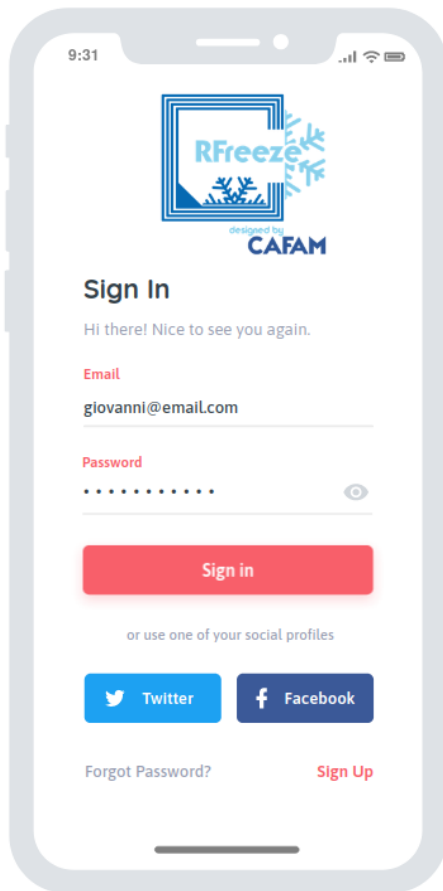 9:31
RFreeze
designed by
CAFAM
Sign In
Hi there! Nice to see you again.
Email
giovanni@email.com
Password
• • • • • • • • • • •
Sign in
or use one of your social profiles
Twitter Facebook
Forgot Password? Sign Up